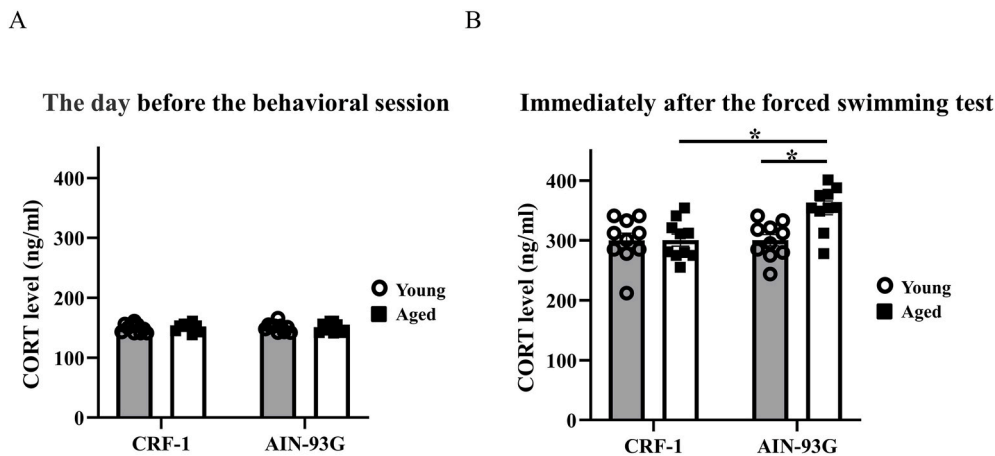 A
B
The day before the behavioral session
Immediately after the forced swimming test
CORT level (ng/ml)
400
300
200
100
0
CRF-1
AIN-93G
Young
Aged
*
*
CORT level (ng/ml)
400
300
200
100
0
CRF-1
AIN-93G
Young
Aged